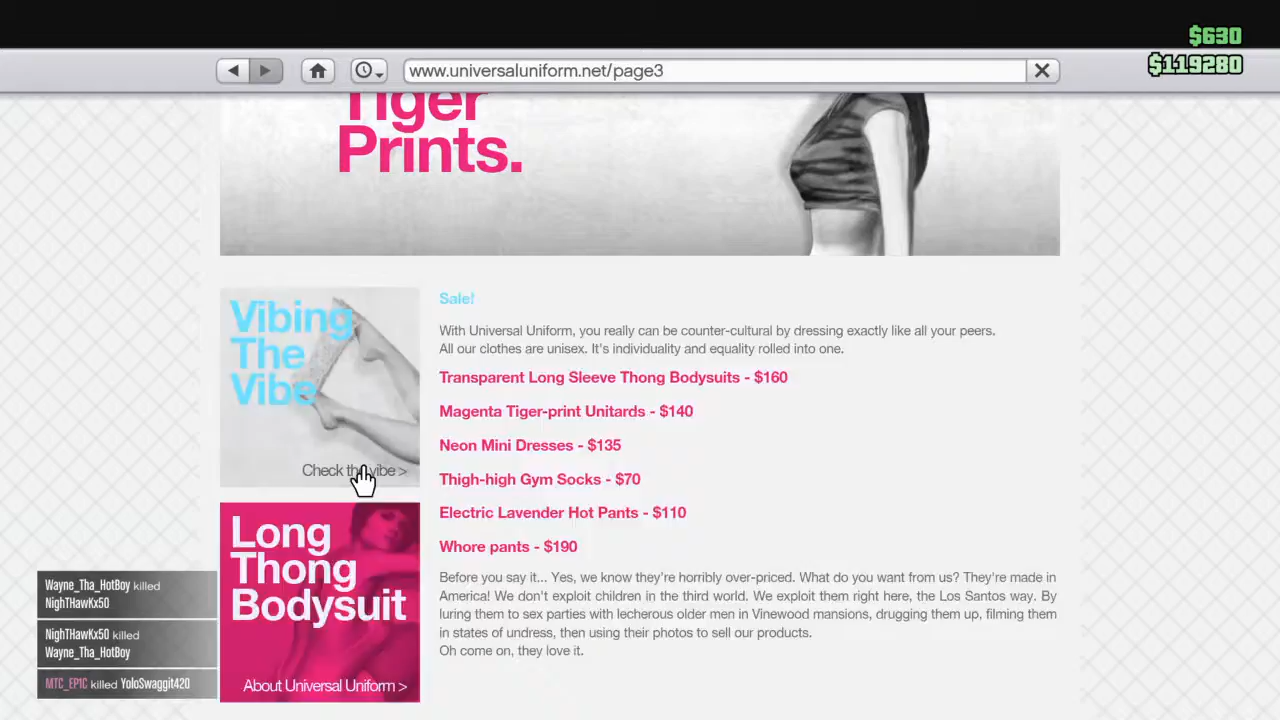 $630
$119280
www.universaluniform.net/page3
Tiger
Prints.
Vibing
The
Vibe
Check the vibe >
Long
Thong
Bodysuit
About Universal Uniform >
Sale!
With Universal Uniform, you really can be counter-cultural by dressing exactly like all your peers.
All our clothes are unisex. It's individuality and equality rolled into one.
Transparent Long Sleeve Thong Bodysuits - $160
Magenta Tiger-print Unitards - $140
Neon Mini Dresses - $135
Thigh-high Gym Socks - $70
Electric Lavender Hot Pants - $110
Whore pants - $190
Before you say it... Yes, we know they're horribly over-priced. What do you want from us? They're made in
America! We don't exploit children in the third world. We exploit them right here, the Los Santos way. By
luring them to sex parties with lecherous older men in Vinewood mansions, drugging them up, filming them
in states of undress, then using their photos to sell our products.
Oh come on, they love it.
Wayne_Tha_HotBoy killed
NighTHawKx50
NighTHawKx50 killed
Wayne_Tha_HotBoy
MTC_EP1C killed YoloSwaggit420